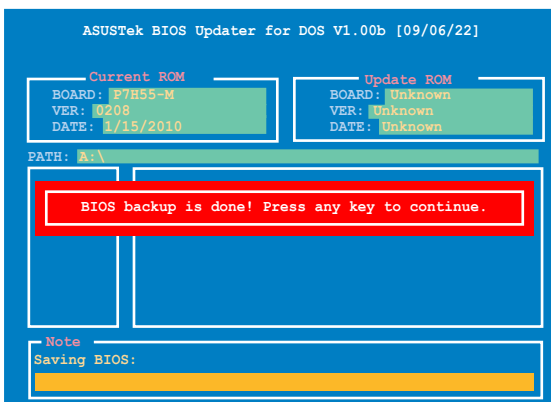 ASUSTek BIOS Updater for DOS V1.00b [09/06/22]
Current ROM
BOARD: P7H55-M
VER: 0208
DATE: 1/15/2010
Update ROM
BOARD: Unknown
VER: Unknown
DATE: Unknown
PATH: A:\
BIOS backup is done! Press any key to continue.
Note
Saving BIOS: